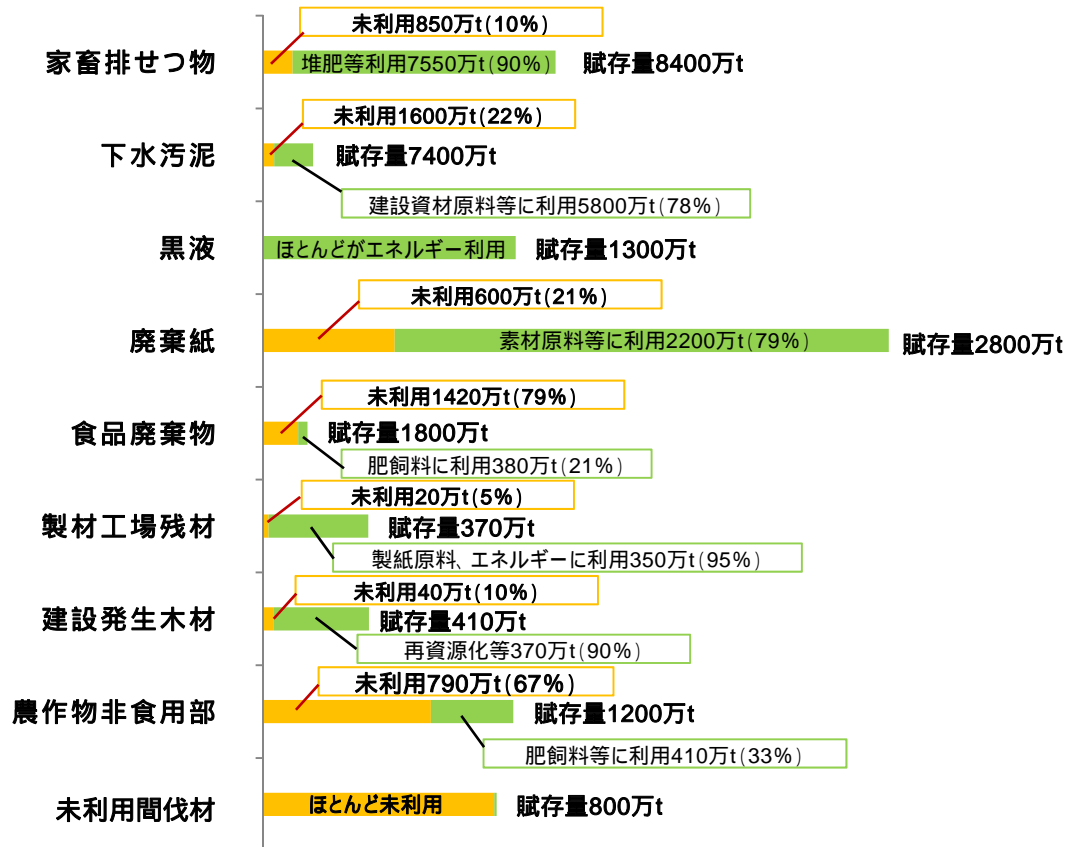 未利用850万t(10%)
家畜排せつ物
堆肥等利用7550万t(90%)
賦存量8400万t
未利用1600万t(22%)
下水汚泥
賦存量7400万t
建設資材原料等に利用5800万t(78%)
黒液
ほとんどがエネルギー利用
賦存量1300万t
未利用600万t(21%)
廃棄紙
素材原料等に利用2200万t(79%)
賦存量2800万t
未利用1420万t(79%)
食品廃棄物
賦存量1800万t
肥飼料に利用380万t(21%)
未利用20万t(5%)
製材工場残材
賦存量370万t
製紙原料、エネルギーに利用350万t(95%)
未利用40万t(10%)
建設発生木材
賦存量410万t
再資源化等370万t(90%)
未利用790万t(67%)
農作物非食用部
賦存量1200万t
肥飼料等に利用410万t(33%)
未利用間伐材
ほとんど未利用
賦存量800万t